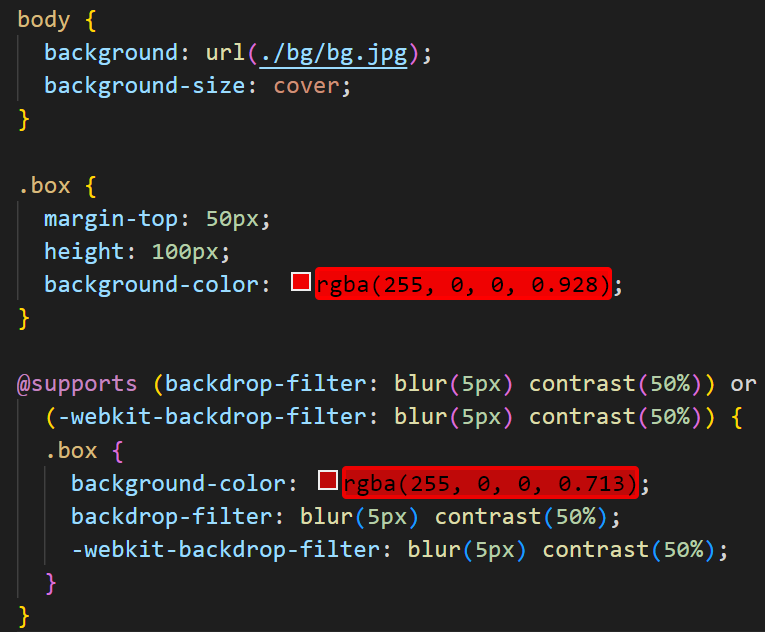 body {
  background: url(./bg/bg.jpg);
  background-size: cover;
}

.box {
  margin-top: 50px;
  height: 100px;
  background-color: rgba(255, 0, 0, 0.928);
}

@supports (backdrop-filter: blur(5px) contrast(50%)) or
  (-webkit-backdrop-filter: blur(5px) contrast(50%)) {
  .box {
    background-color: rgba(255, 0, 0, 0.713);
    backdrop-filter: blur(5px) contrast(50%);
    -webkit-backdrop-filter: blur(5px) contrast(50%);
  }
}